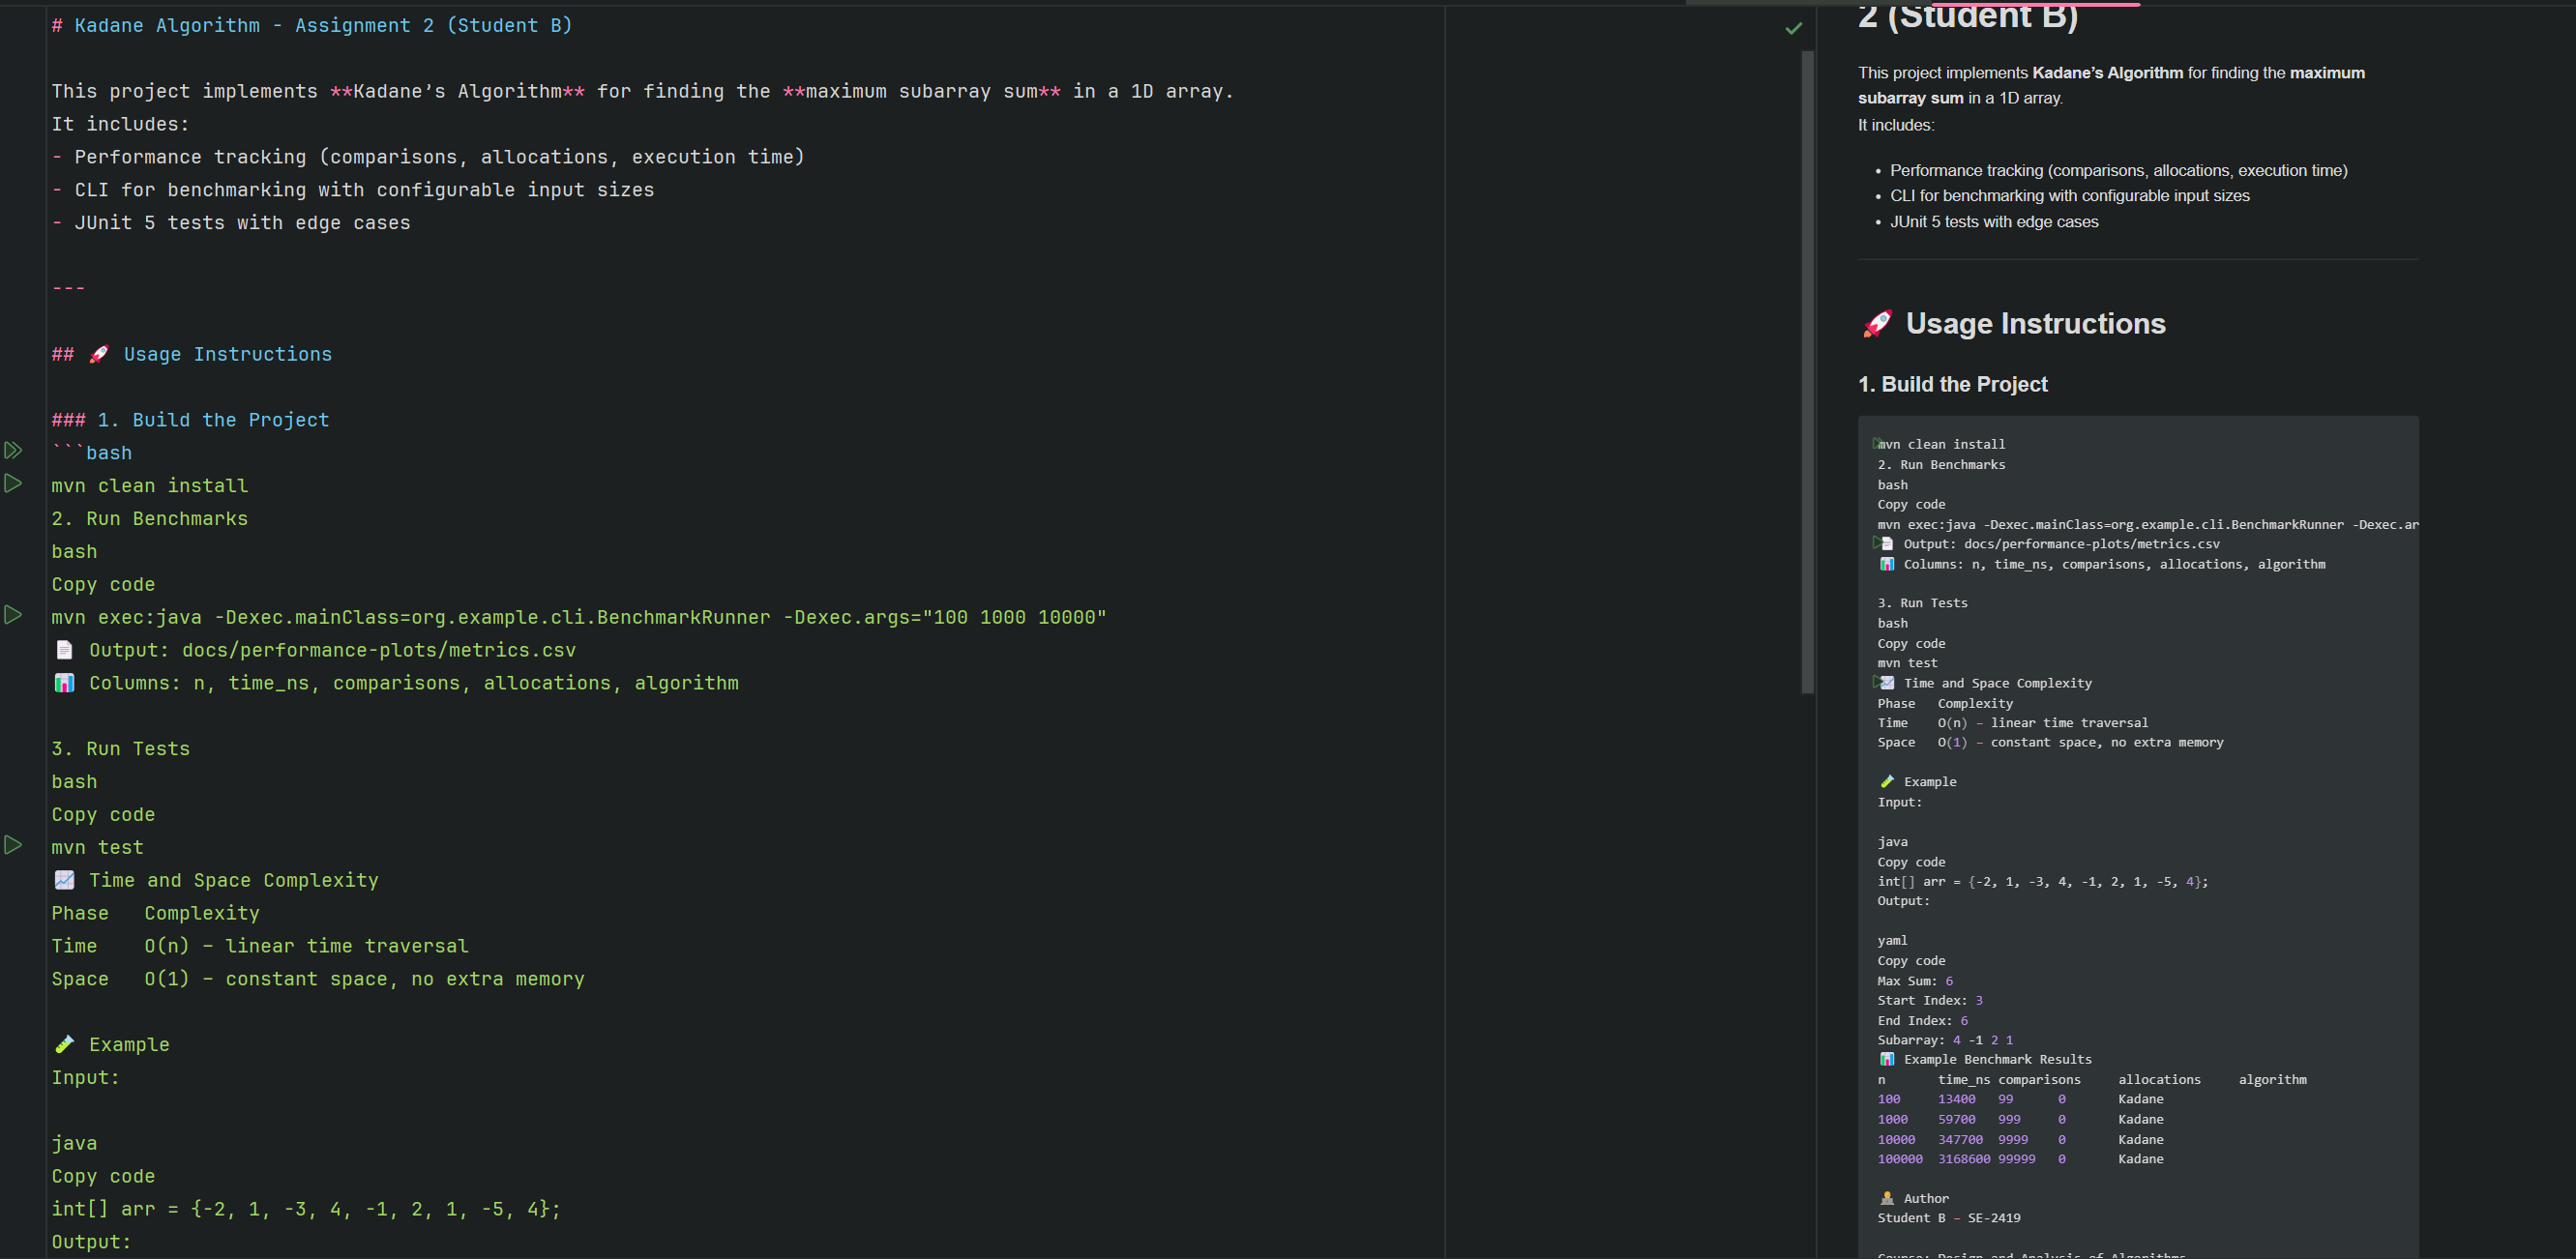 # Kadane Algorithm - Assignment 2 (Student B)
This project implements **Kadane’s Algorithm** for finding the **maximum subarray sum** in a 1D array.
It includes:
- Performance tracking (comparisons, allocations, execution time)
- CLI for benchmarking with configurable input sizes
- JUnit 5 tests with edge cases
---
## 🚀 Usage Instructions
### 1. Build the Project
```bash
mvn clean install
2. Run Benchmarks
bash
Copy code
mvn exec:java -Dexec.mainClass=org.example.cli.BenchmarkRunner -Dexec.args="100 1000 10000"
📄 Output: docs/performance-plots/metrics.csv
📊 Columns: n, time_ns, comparisons, allocations, algorithm
3. Run Tests
bash
Copy code
mvn test
📈 Time and Space Complexity
Phase	Complexity
Time	O(n) – linear time traversal
Space	O(1) – constant space, no extra memory
🧪 Example
Input:
java
Copy code
int[] arr = {-2, 1, -3, 4, -1, 2, 1, -5, 4};
Output:
2 (Student B)
This project implements Kadane’s Algorithm for finding the maximum
subarray sum in a 1D array.
It includes:
• Performance tracking (comparisons, allocations, execution time)
• CLI for benchmarking with configurable input sizes
• JUnit 5 tests with edge cases
🚀 Usage Instructions
1. Build the Project
mvn clean install
2. Run Benchmarks
bash
Copy code
mvn exec:java -Dexec.mainClass=org.example.cli.BenchmarkRunner -Dexec.ar
📄 Output: docs/performance-plots/metrics.csv
📊 Columns: n, time_ns, comparisons, allocations, algorithm
3. Run Tests
bash
Copy code
mvn test
📈 Time and Space Complexity
Phase	Complexity
Time	O(n) – linear time traversal
Space	O(1) – constant space, no extra memory
🧪 Example
Input:
java
Copy code
int[] arr = {-2, 1, -3, 4, -1, 2, 1, -5, 4};
Output:
yaml
Copy code
Max Sum: 6
Start Index: 3
End Index: 6
Subarray: 4 -1 2 1
📊 Example Benchmark Results
n	time_ns	comparisons	allocations	algorithm
100	13400	99	0	Kadane
1000	59700	999	0	Kadane
10000	347700	9999	0	Kadane
100000	3168600	99999	0	Kadane
🧑‍💻 Author
Student B – SE-2419
Course: Design and Analysis of Algorithms